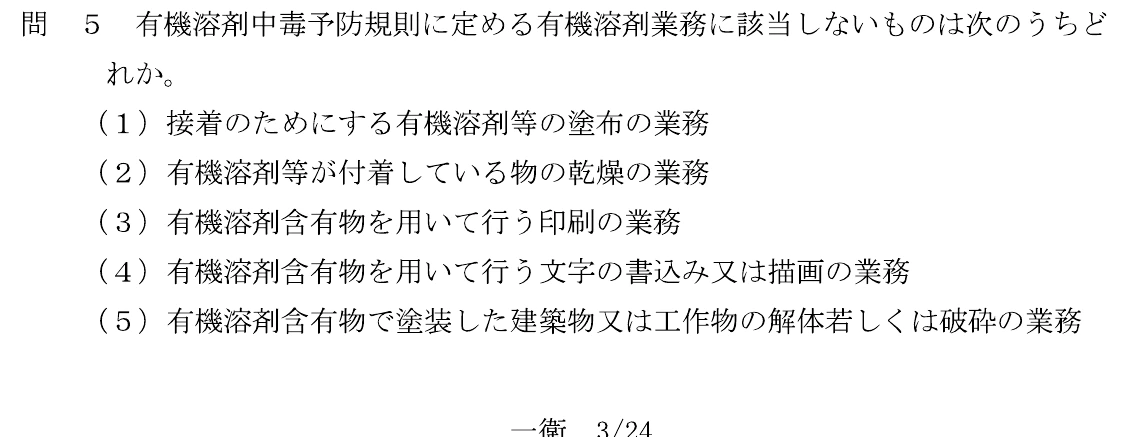 問　５　有機溶剤中毒予防規則に定める有機溶剤業務に該当しないものは次のうちど
れか。
（１）接着のためにする有機溶剤等の塗布の業務
（２）有機溶剤等が付着している物の乾燥の業務
（３）有機溶剤含有物を用いて行う印刷の業務
（４）有機溶剤含有物を用いて行う文字の書込み又は描画の業務
（５）有機溶剤含有物で塗装した建築物又は工作物の解体若しくは破砕の業務
一衛　3/24